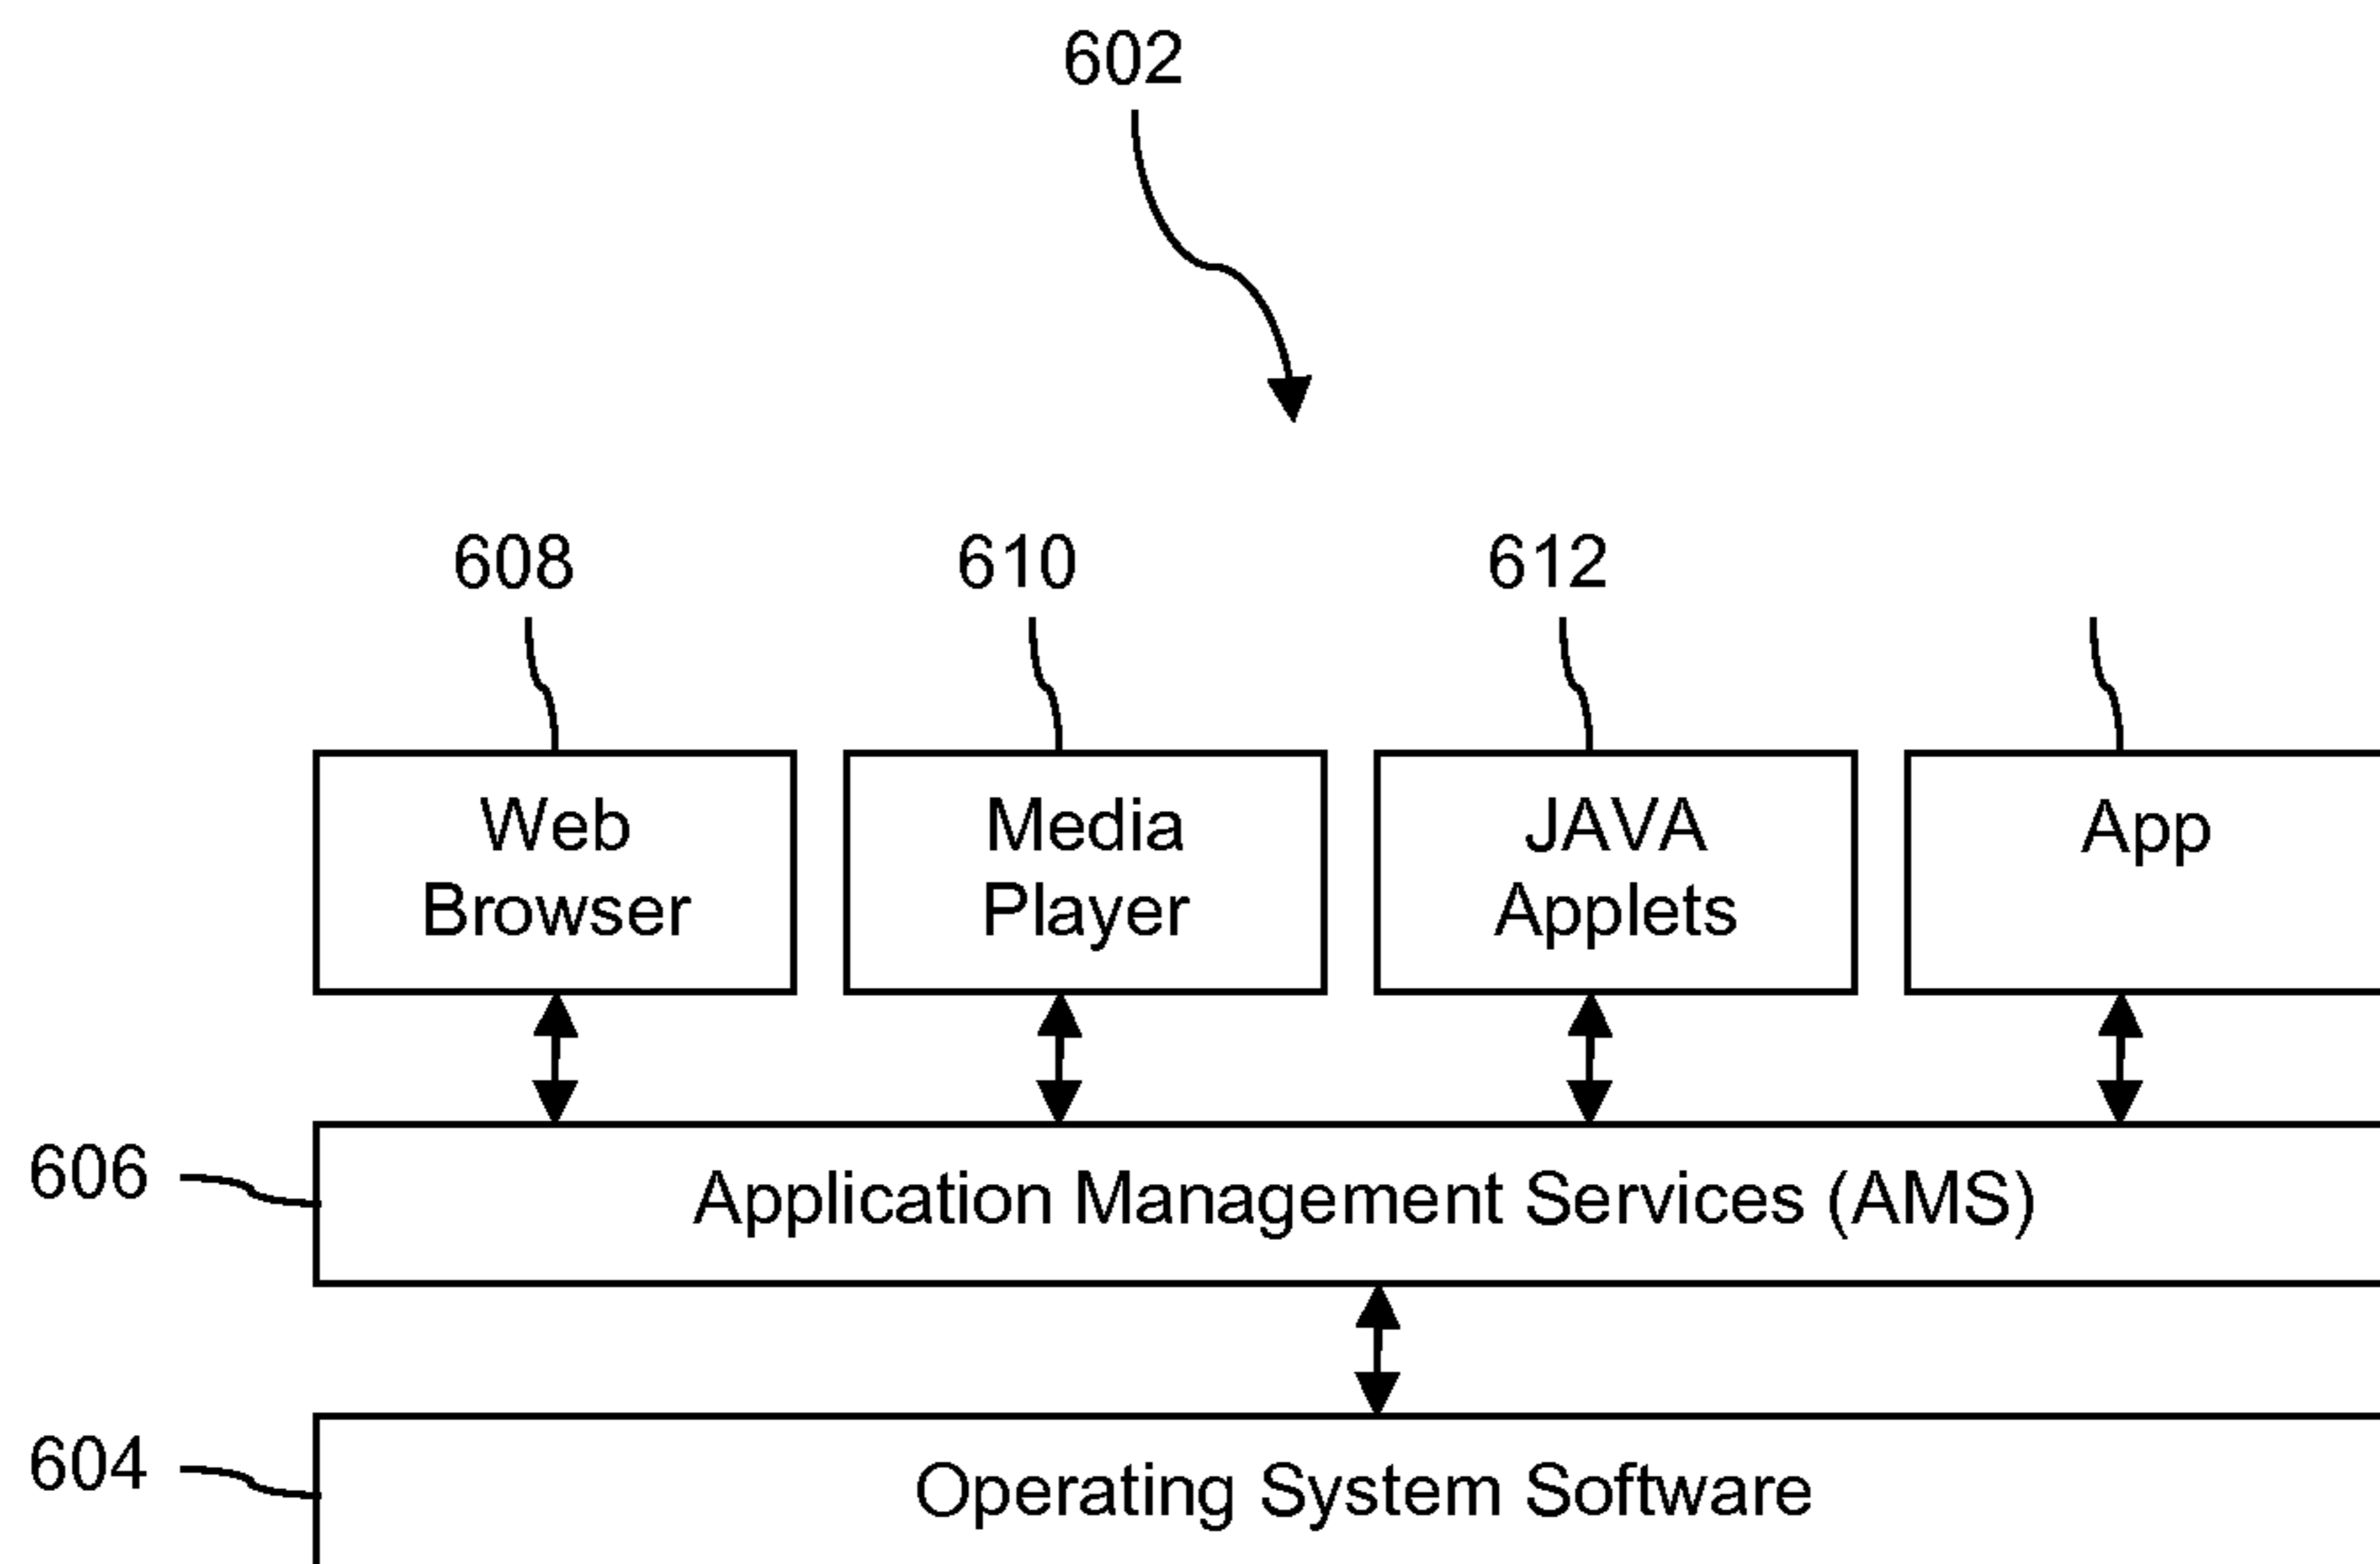 602
608 610 612
Web Browser
Media Player
JAVA Applets
App
606
Application Management Services (AMS)
604
Operating System Software